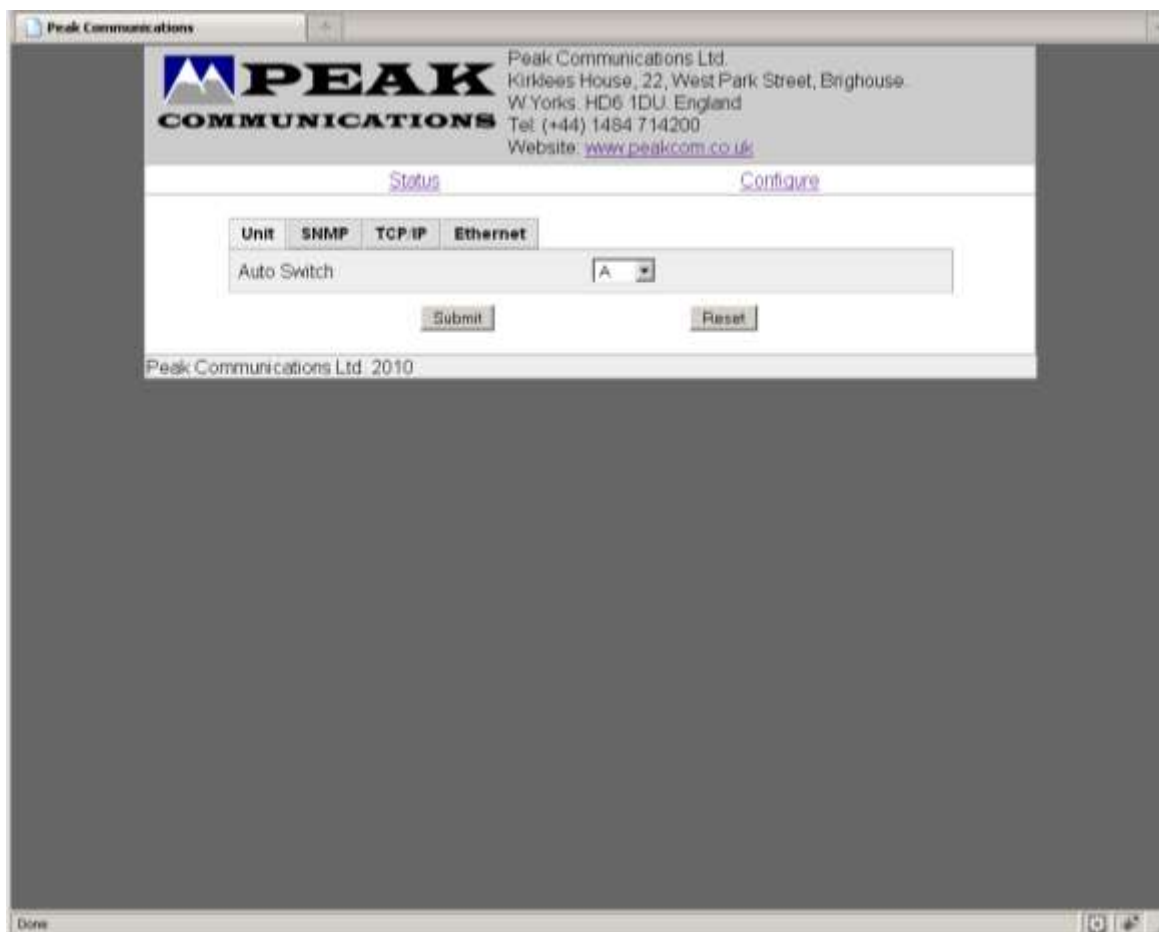 Peak Communications
PEAK
COMMUNICATIONS
Peak Communications Ltd.
Kirklees House, 22, West Park Street, Brighouse.
W.Yorks. HD6 1DU. England
Tel: (+44) 1484 714200
Website: www.peakcom.co.uk
Status Configure
Unit SNMP TCP/IP Ethernet
Auto Switch A
Submit Reset
Peak Communications Ltd. 2010
Done